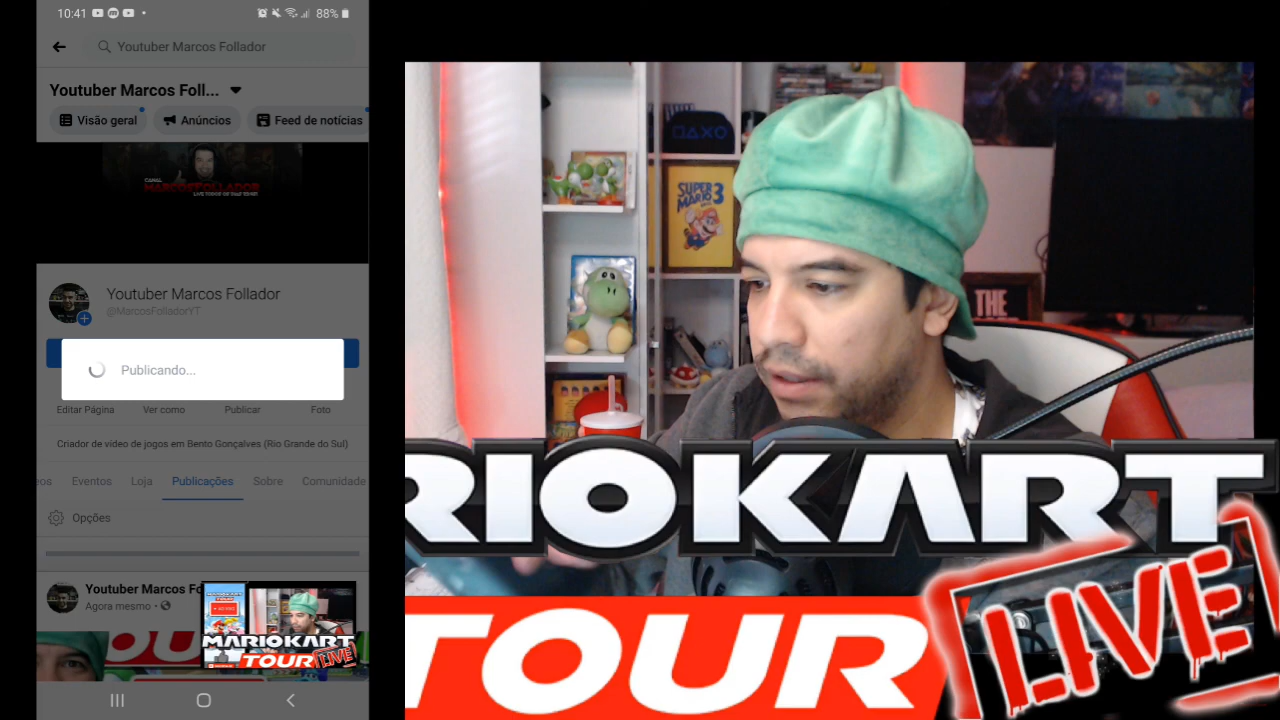 10:41
88%
Youtuber Marcos Follador
Youtuber Marcos Foll...
Visão geral
Anúncios
Feed de notícias
CANAL
MARCOSFOLLADOR
Youtuber Marcos Follador
@MarcosFolladorYT
Publicando...
Editar Página
Ver como
Publicar
Foto
Criador de vídeo de jogos em Bento Gonçalves (Rio Grande do Sul)
eos
Eventos
Loja
Publicações
Sobre
Comunidade
Opções
Youtuber Marcos Fo
Agora mesmo
MARIOKART
TOUR
LIVE
SUPER
MARIO 3
THE
RIOKART
TOUR
LIVE